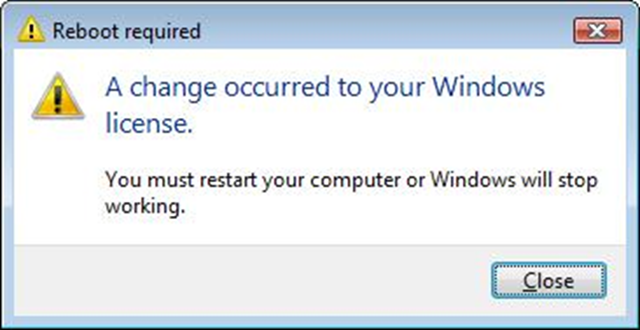 Reboot required
A change occurred to your Windows
license.
You must restart your computer or Windows will stop
working.
Close